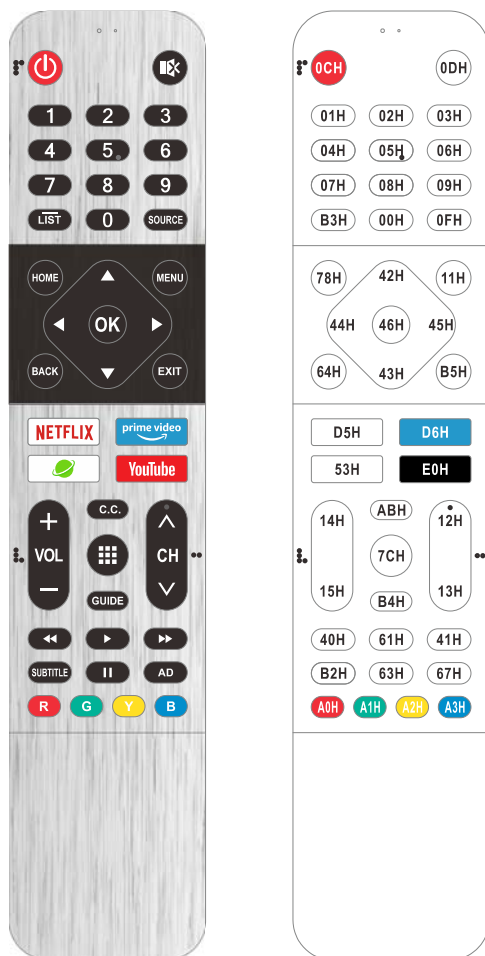 1 2 3
4 5 6
7 8 9
LIST 0 SOURCE
HOME MENU
OK
BACK EXIT
NETFLIX prime video
YouTube
C.C.
+ VOL − CH
GUIDE
SUBTITLE AD
R G Y B
0CH 0DH
01H 02H 03H
04H 05H 06H
07H 08H 09H
B3H 00H 0FH
78H 42H 11H
44H 46H 45H
64H 43H B5H
D5H D6H
53H E0H
14H ABH 12H
7CH
15H B4H 13H
40H 61H 41H
B2H 63H 67H
A0H A1H A2H A3H